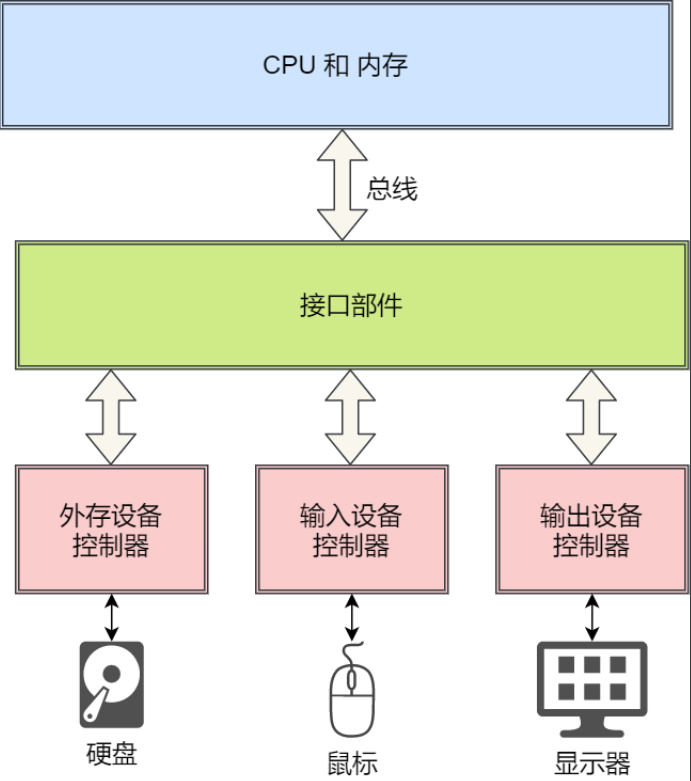 CPU 和 内存
总线
接口部件
外存设备
控制器
输入设备
控制器
输出设备
控制器
硬盘
鼠标
显示器